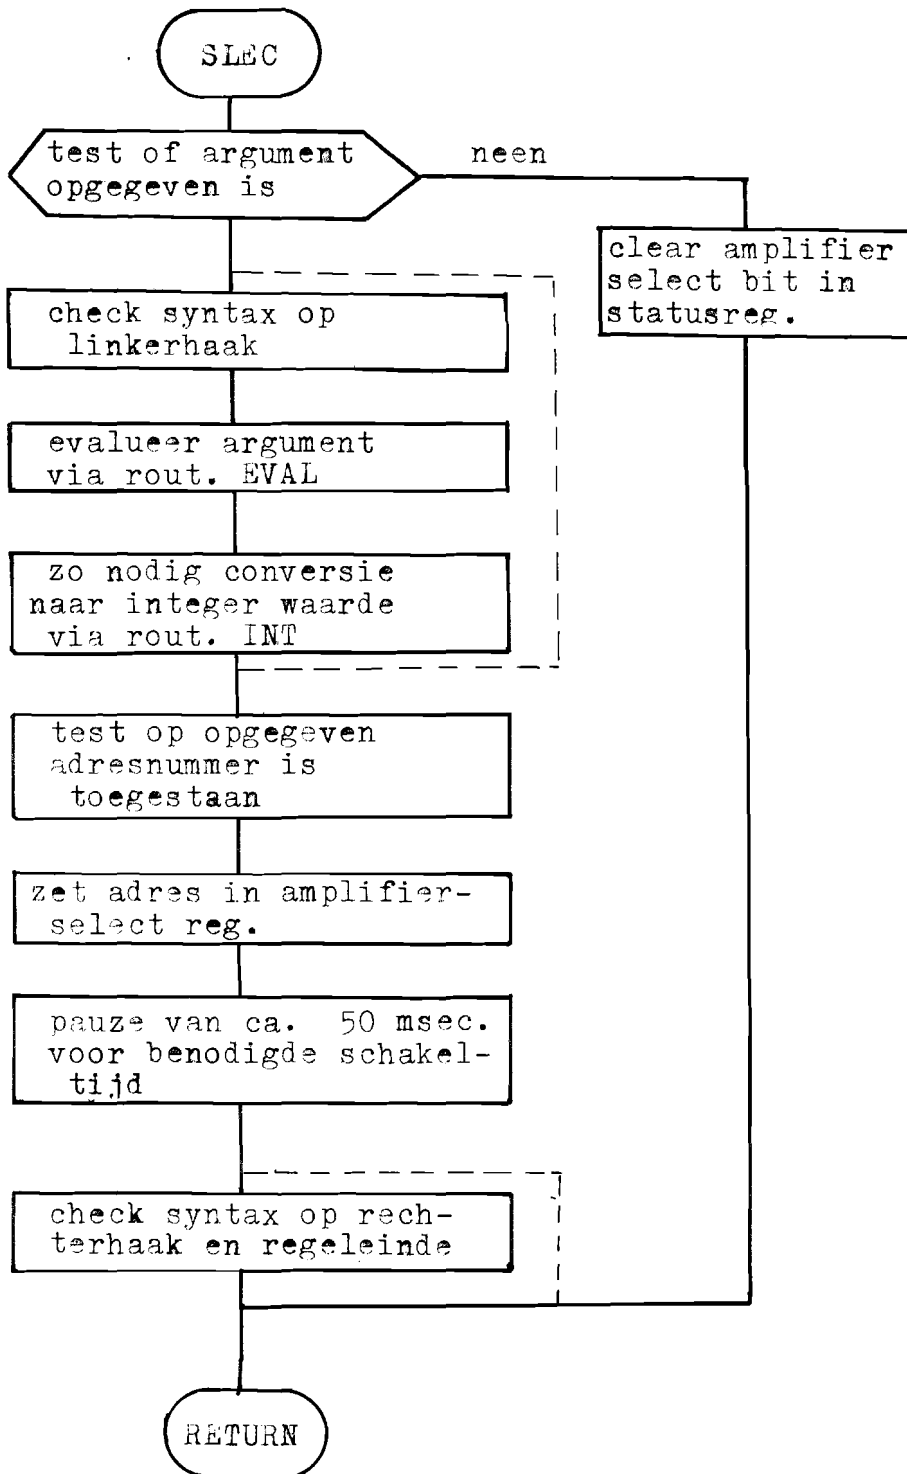 SLEC
test of argument
opgegeven is
neen
clear amplifier
select bit in
statusreg.
check syntax op
linkerhaak
evalueer argument
via rout. EVAL
zo nodig conversie
naar integer waarde
via rout. INT
test op opgegeven
adresnummer is
toegestaan
zet adres in amplifier-
select reg.
pauze van ca. 50 msec.
voor benodigde schakel-
tijd
check syntax op rech-
terhaak en regeleinde
RETURN